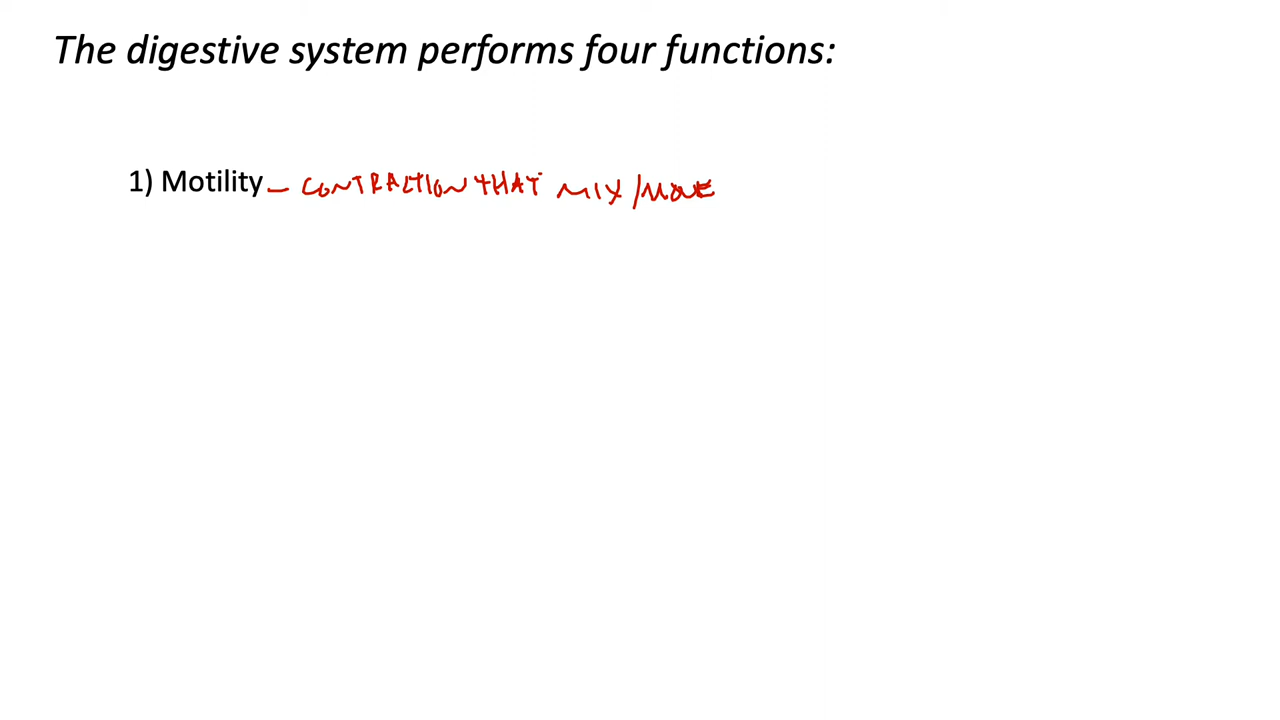 The digestive system performs four functions:
1) Motility – CONTRACTION THAT MIX/MOVE